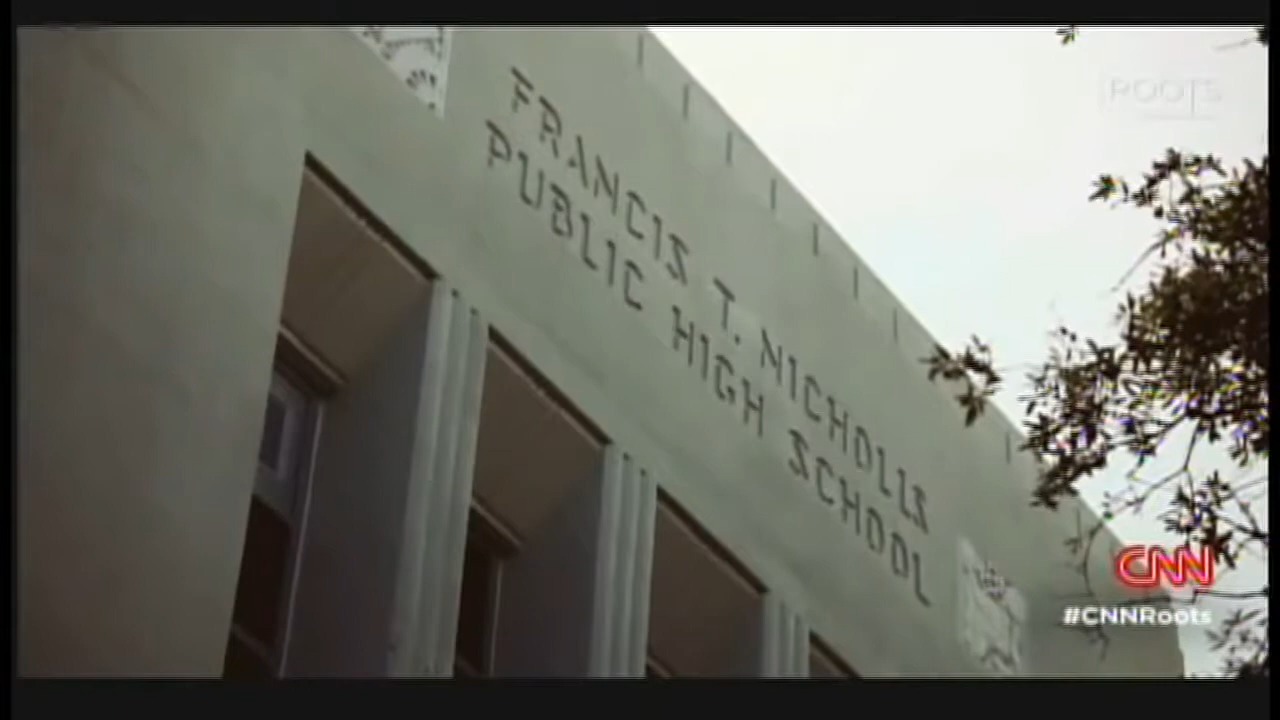 FRANCIS T. NICHOLLS
PUBLIC HIGH SCHOOL
ROOTS
CNN
#CNNRoots